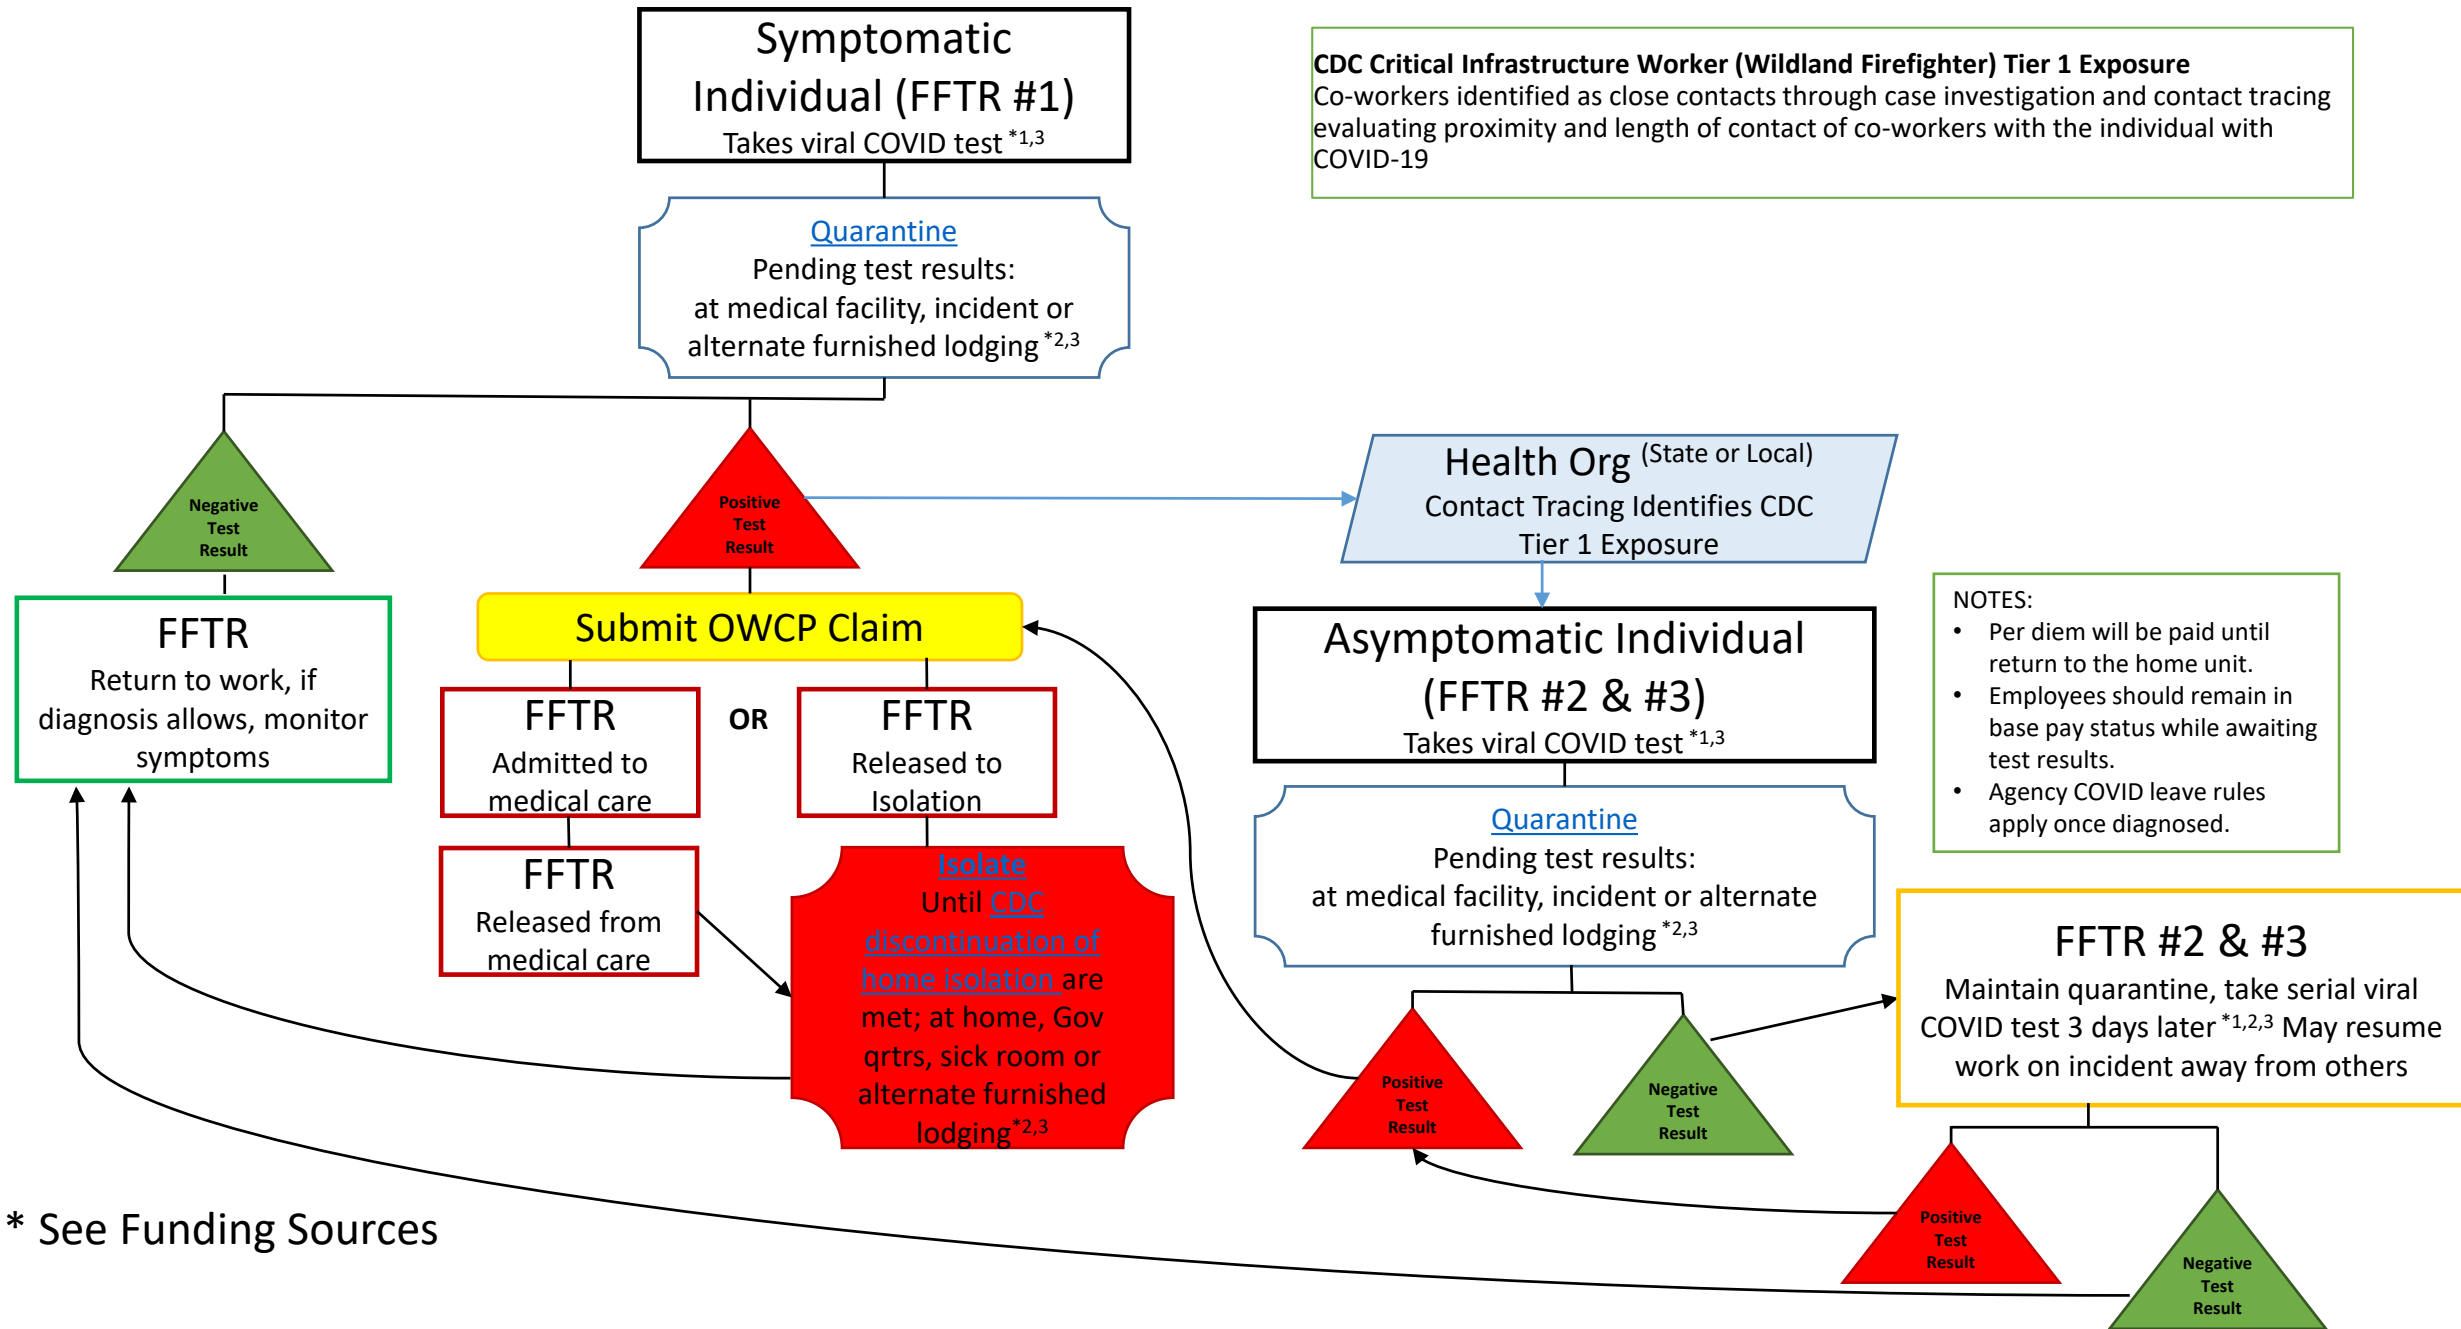 Symptomatic
Individual (FFTR #1)
Takes viral COVID test *1,3
CDC Critical Infrastructure Worker (Wildland Firefighter) Tier 1 Exposure
Co-workers identified as close contacts through case investigation and contact tracing
evaluating proximity and length of contact of co-workers with the individual with
COVID-19
Quarantine
Pending test results:
at medical facility, incident or
alternate furnished lodging *2,3
Negative
Test
Result
Positive
Test
Result
Health Org (State or Local)
Contact Tracing Identifies CDC
Tier 1 Exposure
FFTR
Return to work, if
diagnosis allows, monitor
symptoms
Submit OWCP Claim
FFTR
Admitted to
medical care
OR
FFTR
Released to
Isolation
FFTR
Released from
medical care
Isolate
Until CDC
discontinuation of
home isolation are
met; at home, Gov
qrtrs, sick room or
alternate furnished
lodging*2,3
Asymptomatic Individual
(FFTR #2 & #3)
Takes viral COVID test *1,3
Quarantine
Pending test results:
at medical facility, incident or alternate
furnished lodging *2,3
NOTES:
• Per diem will be paid until
return to the home unit.
• Employees should remain in
base pay status while awaiting
test results.
• Agency COVID leave rules
apply once diagnosed.
FFTR #2 & #3
Maintain quarantine, take serial viral
COVID test 3 days later *1,2,3 May resume
work on incident away from others
Positive
Test
Result
Negative
Test
Result
Positive
Test
Result
Negative
Test
Result
* See Funding Sources